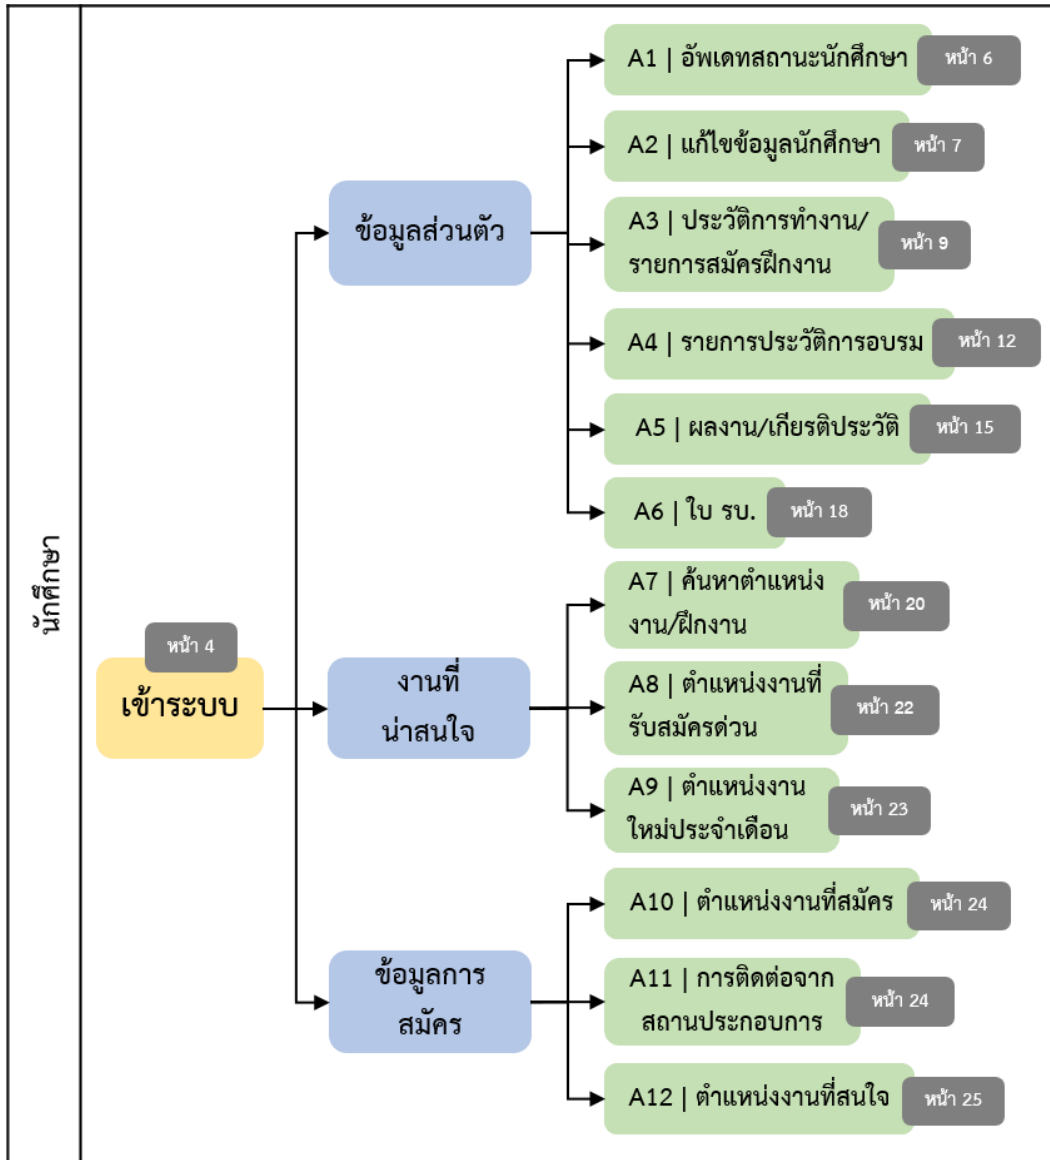 นักศึกษา
หน้า 4
เข้าระบบ
ข้อมูลส่วนตัว
A1 | อัพเดทสถานะนักศึกษา
หน้า 6
A2 | แก้ไขข้อมูลนักศึกษา
หน้า 7
A3 | ประวัติการทำงาน/
รายการสมัครฝึกงาน
หน้า 9
A4 | รายการประวัติการอบรม
หน้า 12
A5 | ผลงาน/เกียรติประวัติ
หน้า 15
A6 | ใบ รบ.
หน้า 18
งานที่
น่าสนใจ
A7 | ค้นหาตำแหน่ง
งาน/ฝึกงาน
หน้า 20
A8 | ตำแหน่งงานที่
รับสมัครด่วน
หน้า 22
A9 | ตำแหน่งงาน
ใหม่ประจำเดือน
หน้า 23
ข้อมูลการ
สมัคร
A10 | ตำแหน่งงานที่สมัคร
หน้า 24
A11 | การติดต่อจาก
สถานประกอบการ
หน้า 24
A12 | ตำแหน่งงานที่สนใจ
หน้า 25